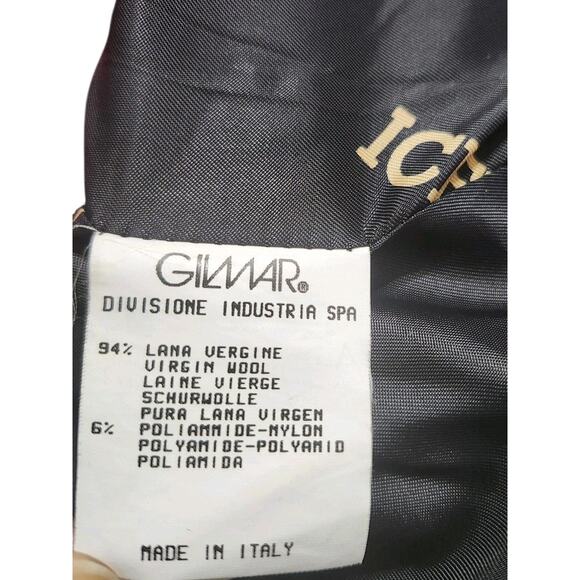 GILMAR®
DIVISIONE INDUSTRIA SPA
94% LANA VERGINE
VIRGIN WOOL
LAINE VIERGE
SCHURWOLLE
PURA LANA VIRGEN
6% POLIAMMIDE-NYLON
POLYAMIDE-POLYAMID
POLIAMIDA
MADE IN ITALY